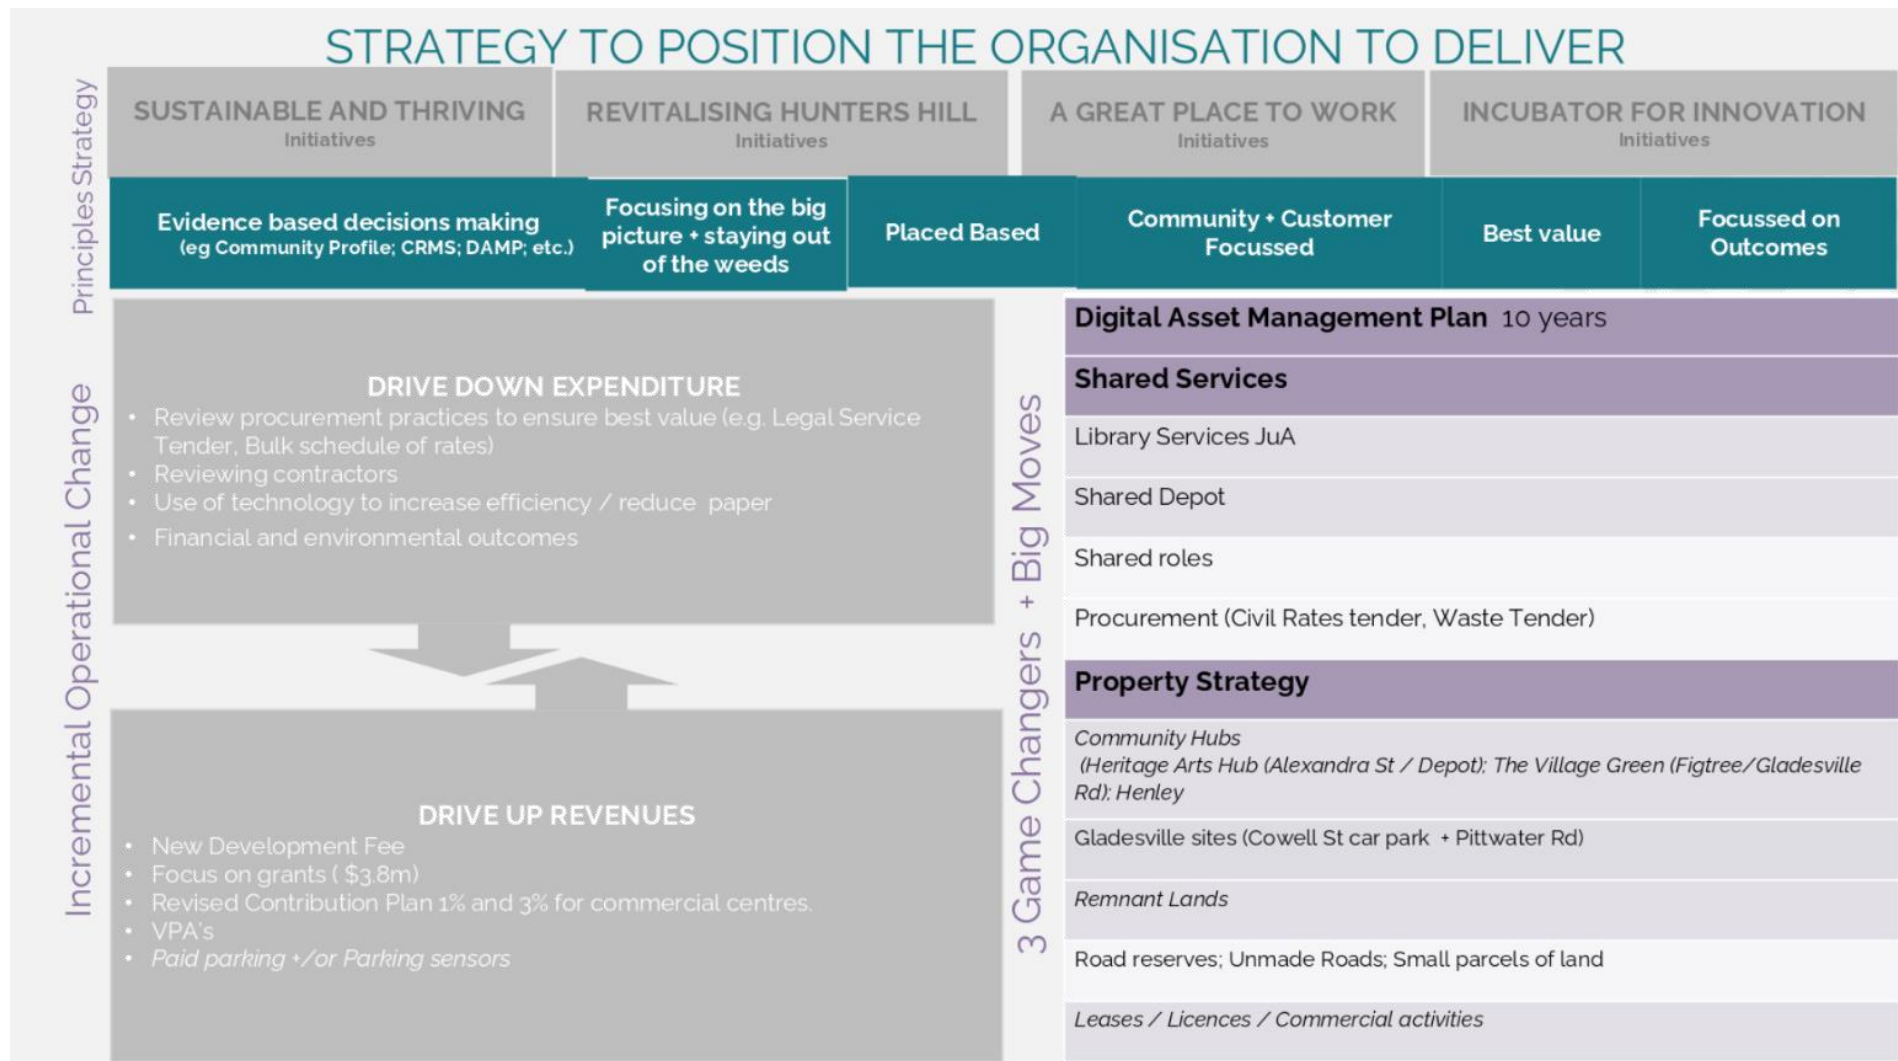 STRATEGY TO POSITION THE ORGANISATION TO DELIVER
Principles Strategy
SUSTAINABLE AND THRIVING
Initiatives
REVITALISING HUNTERS HILL
Initiatives
A GREAT PLACE TO WORK
Initiatives
INCUBATOR FOR INNOVATION
Initiatives
Evidence based decisions making
(eg Community Profile; CRMS; DAMP; etc.)
Focusing on the big
picture + staying out
of the weeds
Placed Based
Community + Customer
Focussed
Best value
Focussed on
Outcomes
Incremental Operational Change
DRIVE DOWN EXPENDITURE
• Review procurement practices to ensure best value (e.g. Legal Service
Tender, Bulk schedule of rates)
• Reviewing contractors
• Use of technology to increase efficiency / reduce paper
• Financial and environmental outcomes
DRIVE UP REVENUES
• New Development Fee
• Focus on grants ( $3.8m)
• Revised Contribution Plan 1% and 3% for commercial centres.
• VPA's
• Paid parking +/or Parking sensors
3 Game Changers + Big Moves
Digital Asset Management Plan 10 years
Shared Services
Library Services JuA
Shared Depot
Shared roles
Procurement (Civil Rates tender, Waste Tender)
Property Strategy
Community Hubs
(Heritage Arts Hub (Alexandra St / Depot); The Village Green (Figtree/Gladesville
Rd); Henley
Gladesville sites (Cowell St car park + Pittwater Rd)
Remnant Lands
Road reserves; Unmade Roads; Small parcels of land
Leases / Licences / Commercial activities